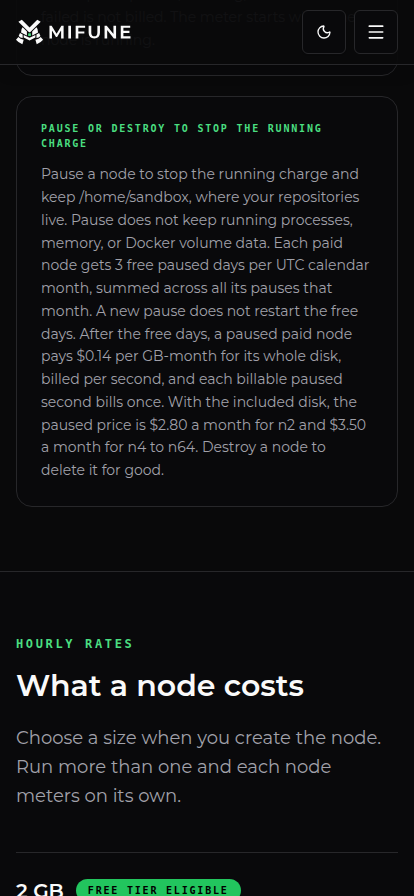 failed is not billed. The meter starts w
MIFUNE
PAUSE OR DESTROY TO STOP THE RUNNING
CHARGE
Pause a node to stop the running charge and
keep /home/sandbox, where your repositories
live. Pause does not keep running processes,
memory, or Docker volume data. Each paid
node gets 3 free paused days per UTC calendar
month, summed across all its pauses that
month. A new pause does not restart the free
days. After the free days, a paused paid node
pays $0.14 per GB-month for its whole disk,
billed per second, and each billable paused
second bills once. With the included disk, the
paused price is $2.80 a month for n2 and $3.50
a month for n4 to n64. Destroy a node to
delete it for good.
HOURLY RATES
What a node costs
Choose a size when you create the node.
Run more than one and each node
meters on its own.
2 GB FREE TIER ELIGIBLE